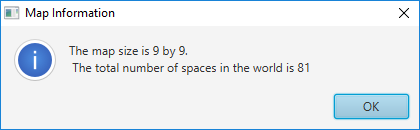 Map Information
The map size is 9 by 9.
The total number of spaces in the world is 81
OK